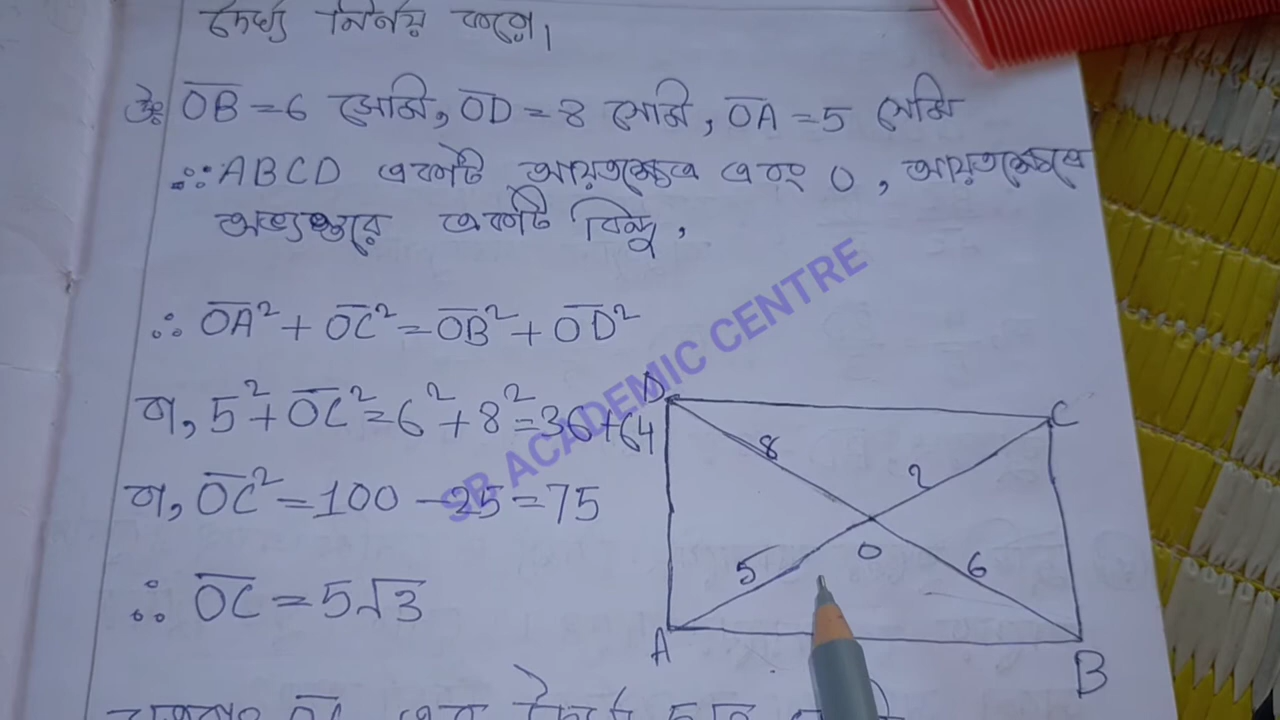 দৈর্ঘ্য নির্ণয় করো।
উঃ OB = 6 সেমি, OD = 8 সেমি, OA = 5 সেমি
∵ ABCD একটি আয়তক্ষেত্র এবং O, আয়তক্ষেত্রে
অভ্যন্তরে একটি বিন্দু,
∴ OA² + OC² = OB² + OD²
বা, 5² + OC² = 6² + 8² = 36 + 64
বা, OC² = 100 - 25 = 75
∴ OC = 5√3
D
C
8
2
O
5
6
A
B
SB ACADEMIC CENTRE